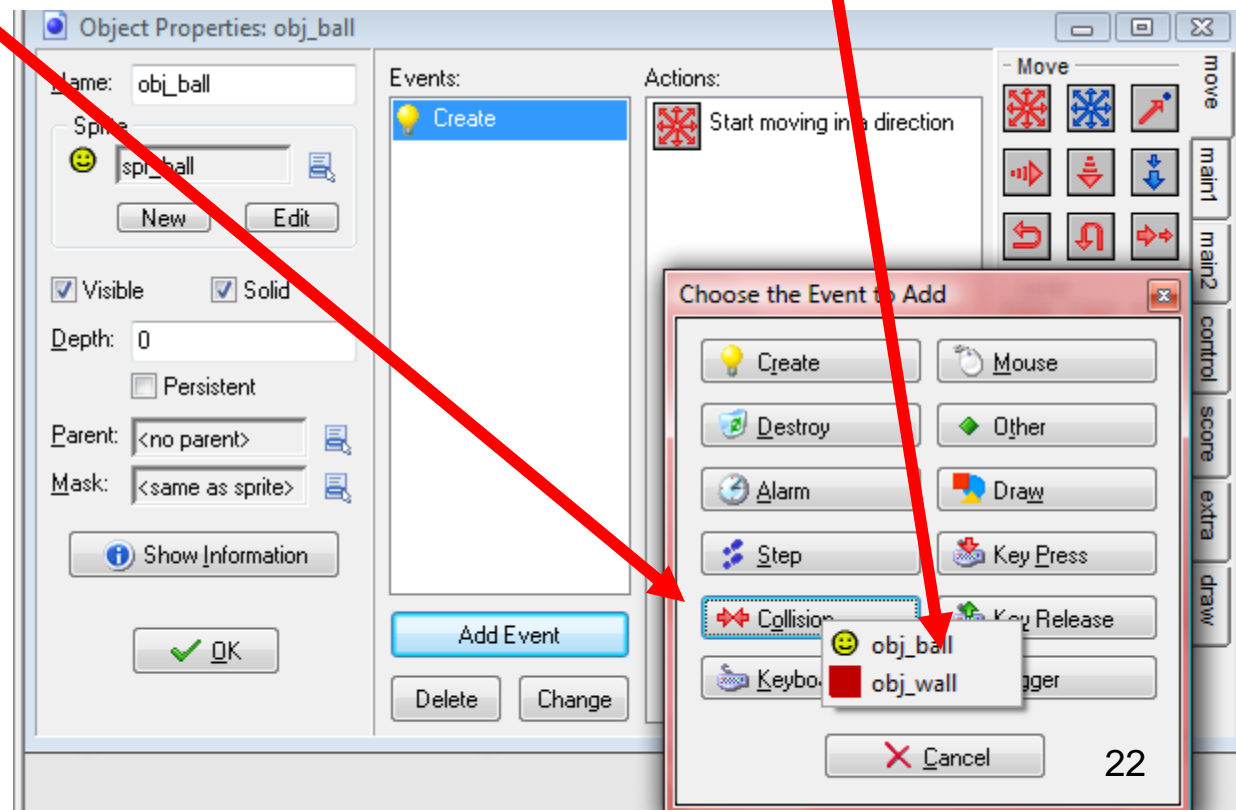 Object Properties: obj_ball
Name: obj_ball
Sprite
spr_ball
New Edit
Visible Solid
Depth: 0
Persistent
Parent: <no parent>
Mask: <same as sprite>
Show Information
OK
Events:
Create
Add Event
Delete Change
Actions:
Start moving in a direction
Move
move
main1
main2
control
score
extra
draw
Choose the Event to Add
Create Mouse
Destroy Other
Alarm Draw
Step Key Press
Collision Key Release
obj_ball
obj_wall
Cancel
22